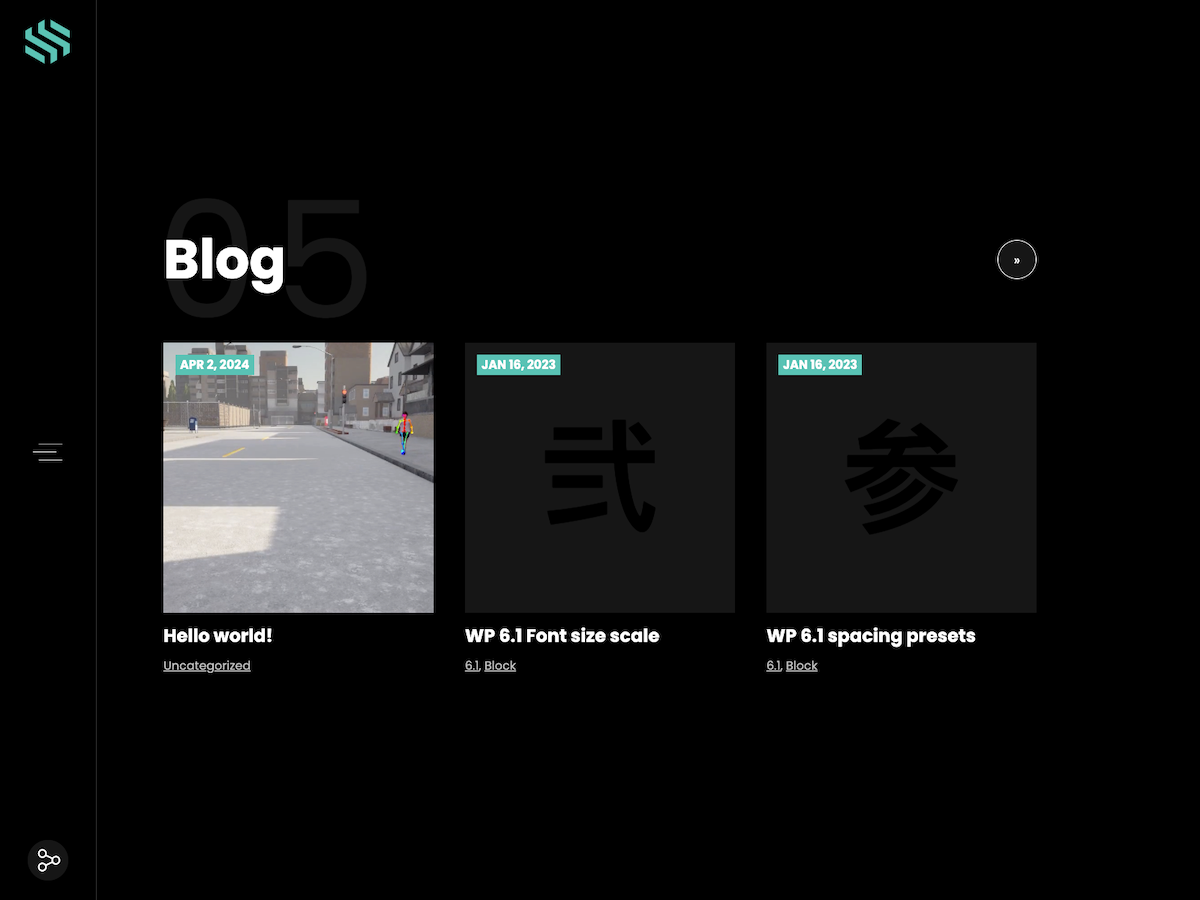 05
Blog
»
APR 2, 2024
JAN 16, 2023
JAN 16, 2023
弐
参
Hello world!
WP 6.1 Font size scale
WP 6.1 spacing presets
Uncategorized
6.1, Block
6.1, Block